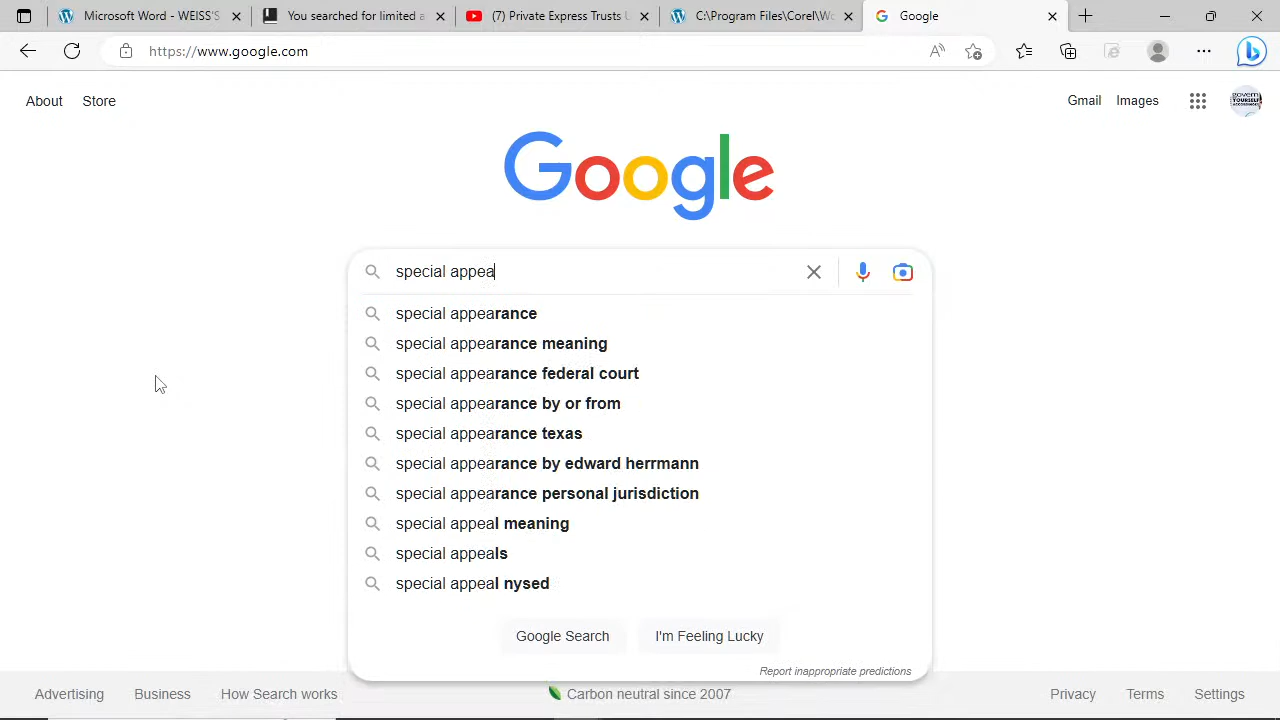 Microsoft Word - WEISS'S
You searched for limited a
(7) Private Express Trusts
C:\Program Files\Corel\Wo
Google
https://www.google.com
About
Store
Gmail
Images
govern
YOURSELF
Google
special appea
special appearance
special appearance meaning
special appearance federal court
special appearance by or from
special appearance texas
special appearance by edward herrmann
special appearance personal jurisdiction
special appeal meaning
special appeals
special appeal nysed
Google Search
I'm Feeling Lucky
Report inappropriate predictions
Advertising
Business
How Search works
Carbon neutral since 2007
Privacy
Terms
Settings